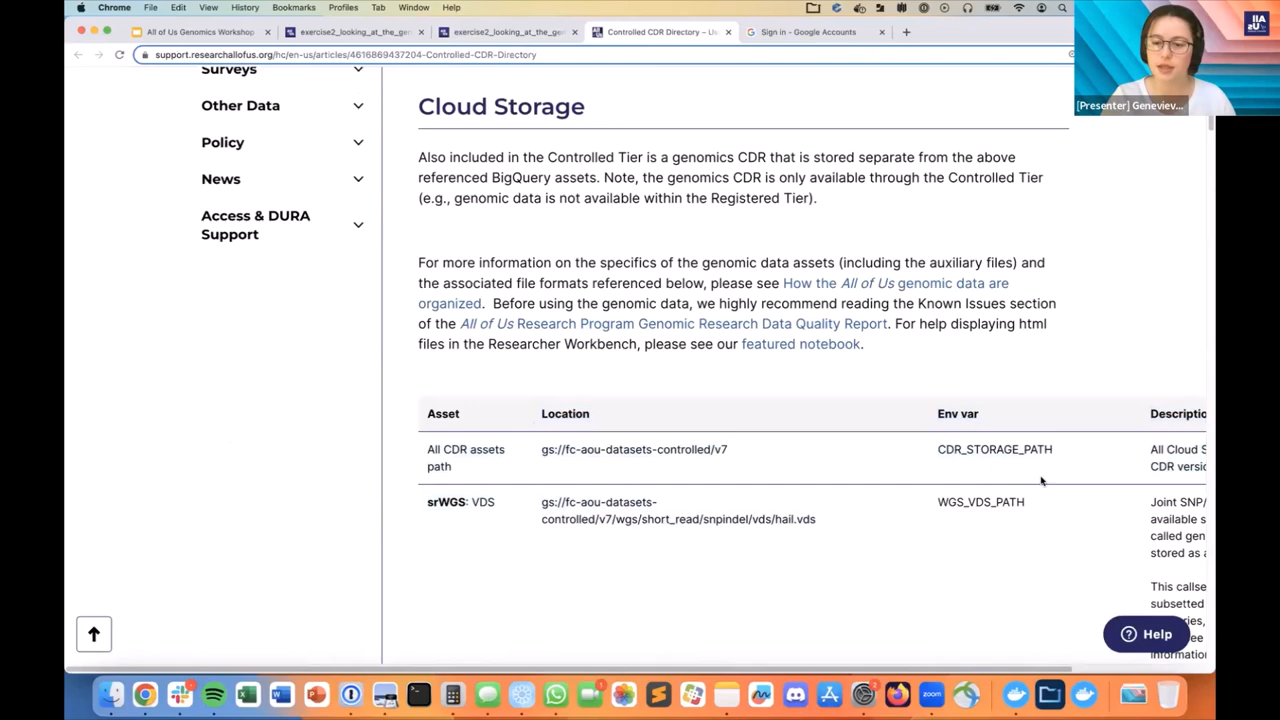 Chrome File Edit View History Bookmarks Profiles Tab Window Help
All of Us Genomics Workshop
exercise2_looking_at_the_gen
exercise2_looking_at_the_gen
Controlled CDR Directory – Us
Sign in – Google Accounts
support.researchallofus.org/hc/en-us/articles/4616869437204-Controlled-CDR-Directory
[Presenter] Geneviev...
Surveys
Other Data
Policy
News
Access & DURA
Support
Cloud Storage
Also included in the Controlled Tier is a genomics CDR that is stored separate from the above
referenced BigQuery assets. Note, the genomics CDR is only available through the Controlled Tier
(e.g., genomic data is not available within the Registered Tier).
For more information on the specifics of the genomic data assets (including the auxiliary files) and
the associated file formats referenced below, please see How the All of Us genomic data are
organized. Before using the genomic data, we highly recommend reading the Known Issues section
of the All of Us Research Program Genomic Research Data Quality Report. For help displaying html
files in the Researcher Workbench, please see our featured notebook.
Asset Location Env var Descriptio
All CDR assets gs://fc-aou-datasets-controlled/v7 CDR_STORAGE_PATH All Cloud S
path CDR versio
srWGS: VDS gs://fc-aou-datasets- WGS_VDS_PATH Joint SNP/
controlled/v7/wgs/short_read/snpindel/vds/hail.vds available s
called gen
stored as a
This callse
subsetted
Help
informatio
zoom